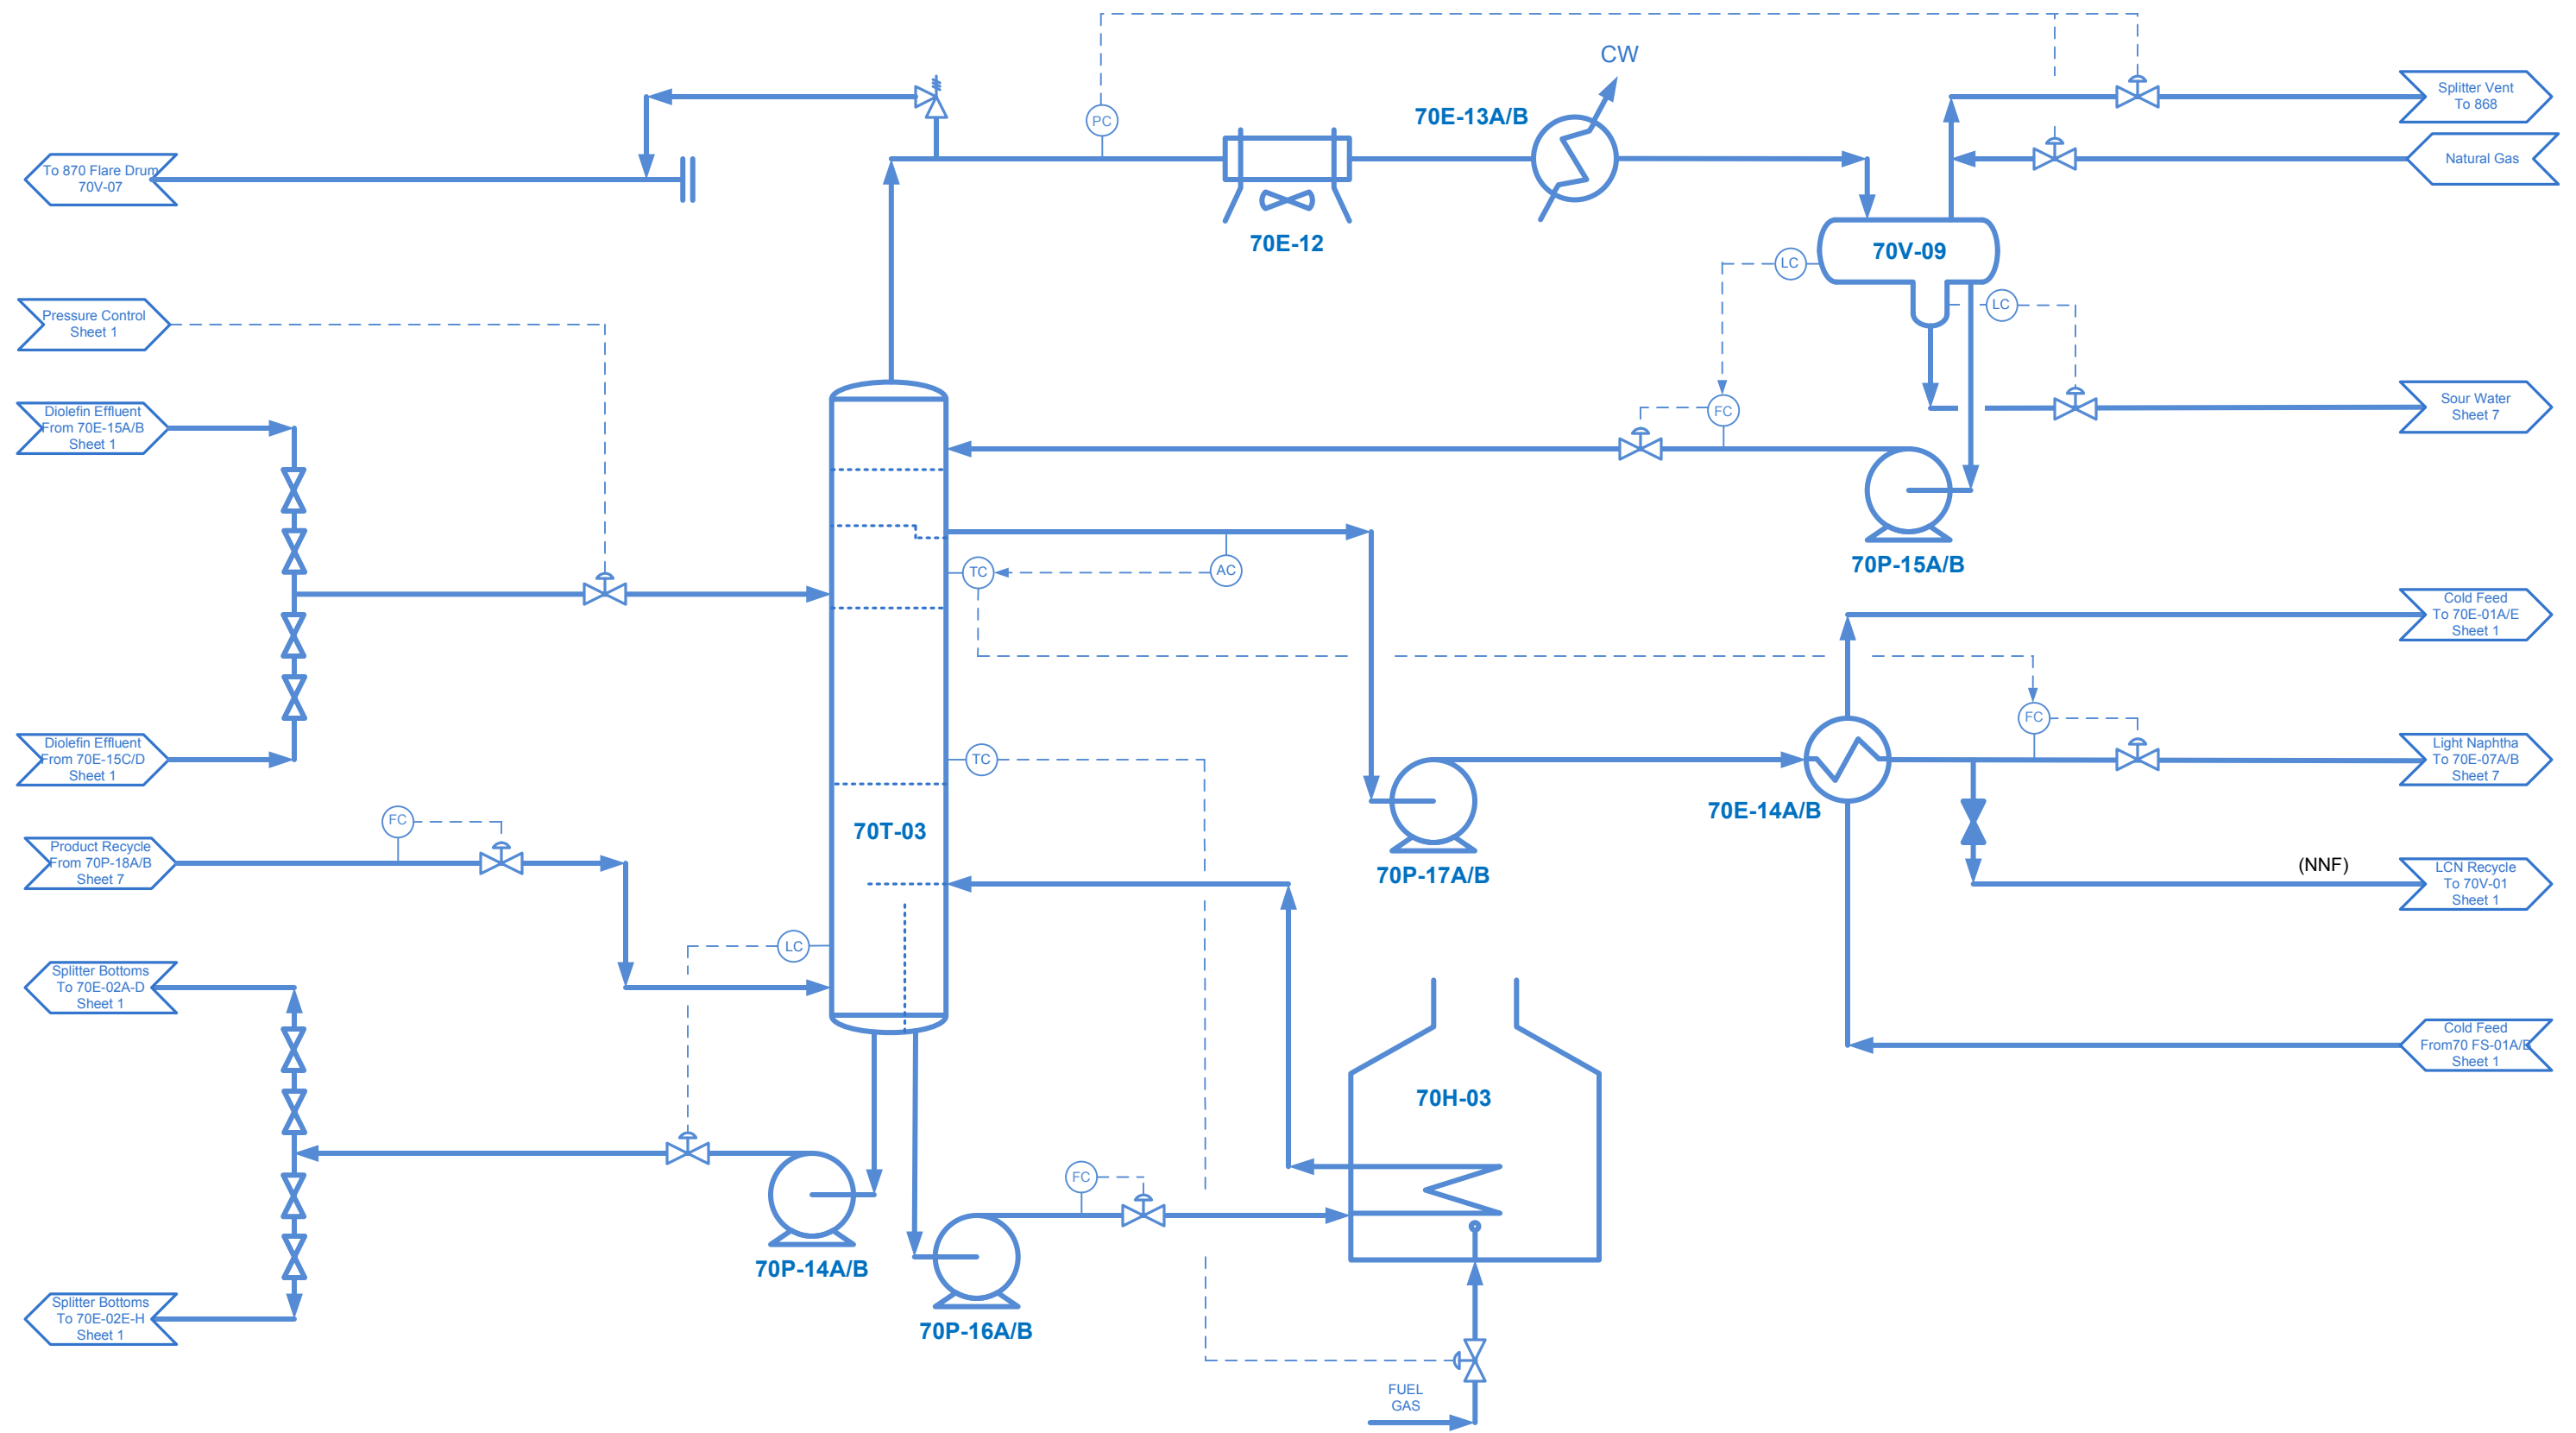 CW
70E-13A/B
Splitter Vent
To 868
PC
To 870 Flare Drum
70V-07
Natural Gas
70E-12
70V-09
LC
LC
Pressure Control
Sheet 1
Diolefin Effluent
From 70E-15A/B
Sheet 1
FC
Sour Water
Sheet 7
TC
AC
70P-15A/B
Cold Feed
To 70E-01A/E
Sheet 1
FC
Diolefin Effluent
From 70E-15C/D
Sheet 1
TC
Light Naphtha
To 70E-07A/B
Sheet 7
70E-14A/B
FC
70T-03
Product Recycle
From 70P-18A/B
Sheet 7
70P-17A/B
(NNF)
LCN Recycle
To 70V-01
Sheet 1
LC
Splitter Bottoms
To 70E-02A-D
Sheet 1
Cold Feed
From70 FS-01A/B
Sheet 1
70H-03
FC
70P-14A/B
Splitter Bottoms
To 70E-02E-H
Sheet 1
70P-16A/B
FUEL
GAS